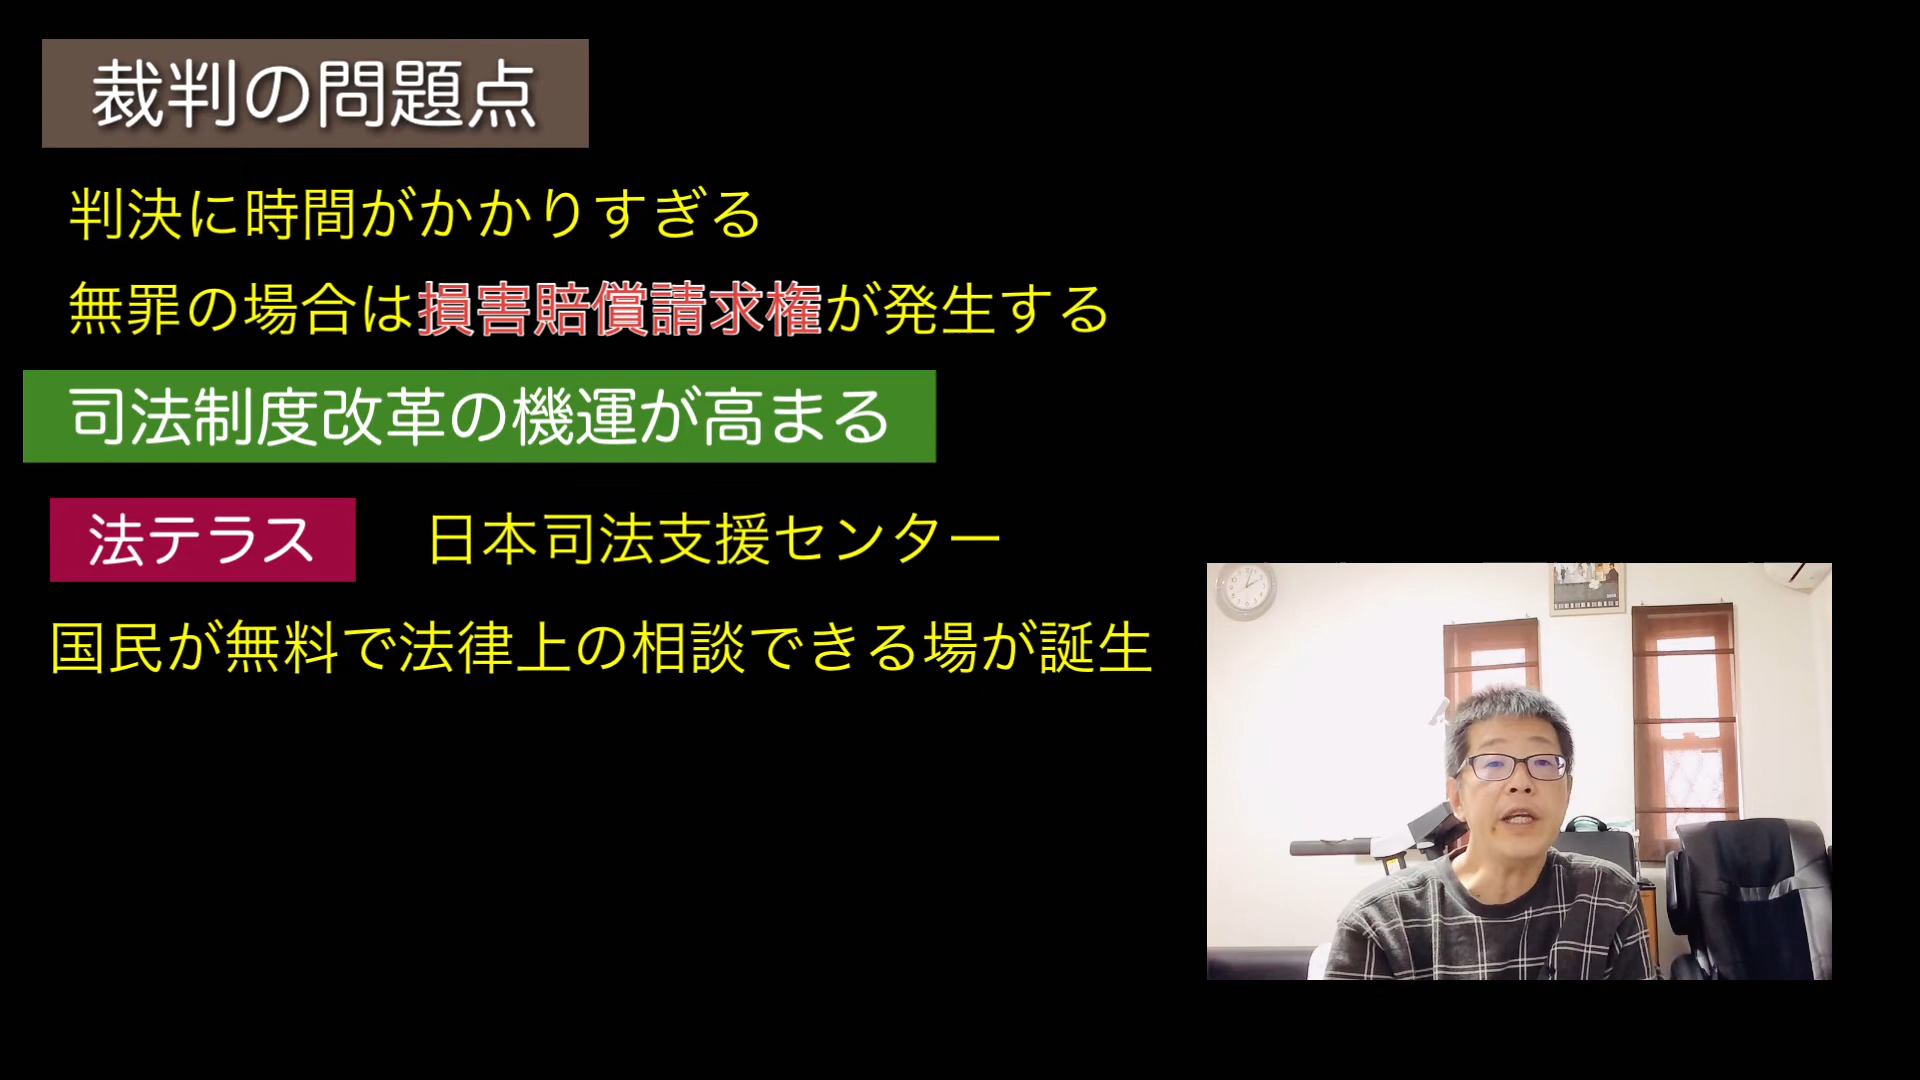 裁判の問題点
判決に時間がかかりすぎる
無罪の場合は損害賠償請求権が発生する
司法制度改革の機運が高まる
法テラス　日本司法支援センター
国民が無料で法律上の相談できる場が誕生